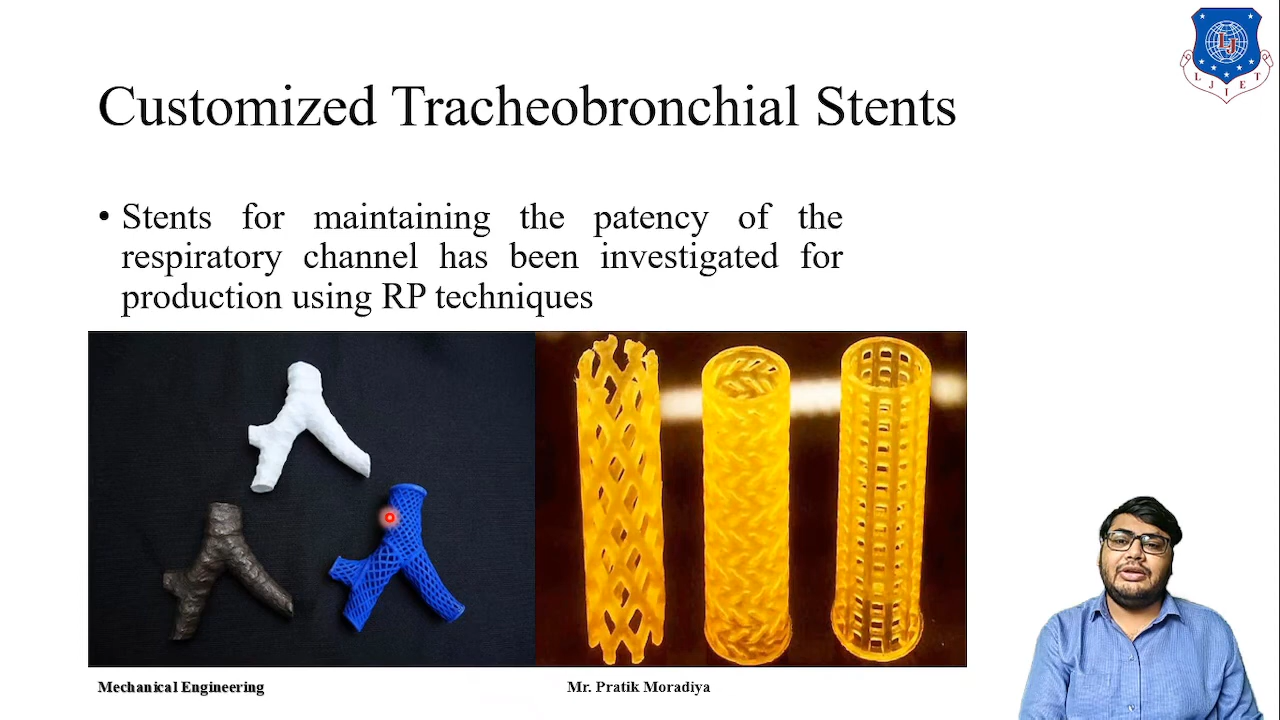 LJ
L J I E T
Customized Tracheobronchial Stents
• Stents for maintaining the patency of the
respiratory channel has been investigated for
production using RP techniques
Mechanical Engineering
Mr. Pratik Moradiya